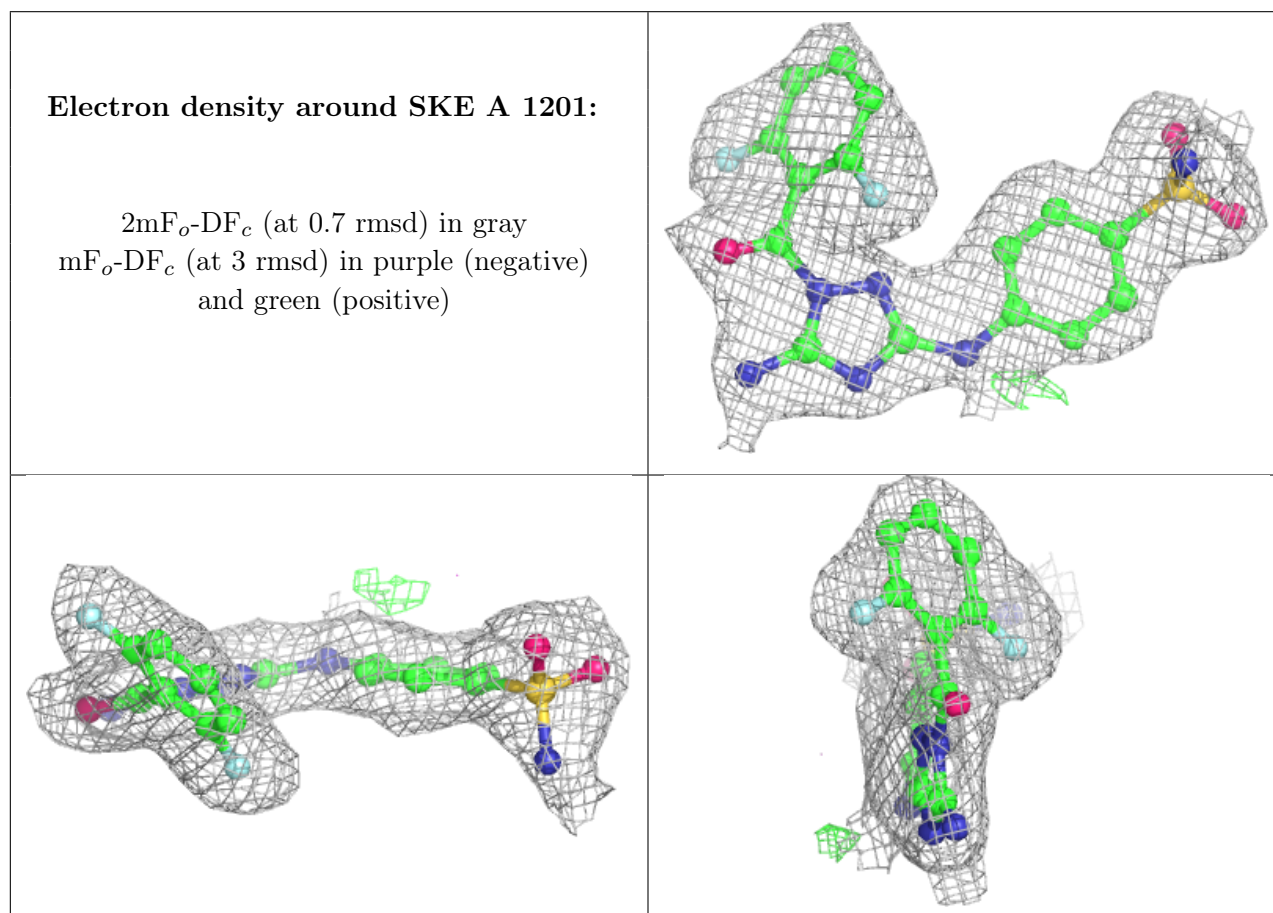 Electron density around SKE A 1201:
2mFo-DFc (at 0.7 rmsd) in gray
mFo-DFc (at 3 rmsd) in purple (negative)
and green (positive)